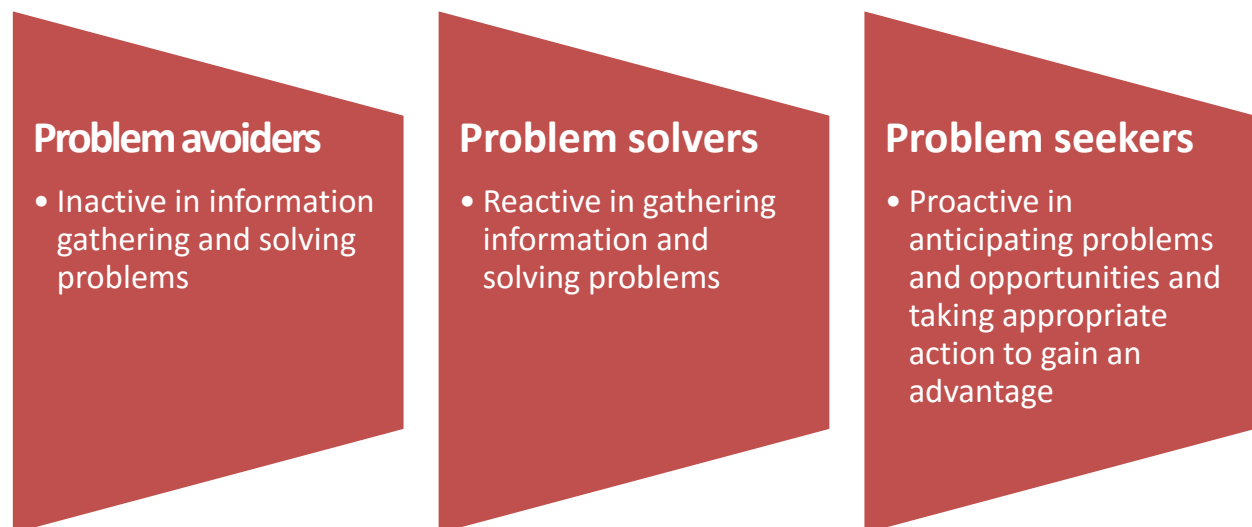 Problem avoiders
• Inactive in information
gathering and solving
problems
Problem solvers
• Reactive in gathering
information and
solving problems
Problem seekers
• Proactive in
anticipating problems
and opportunities and
taking appropriate
action to gain an
advantage